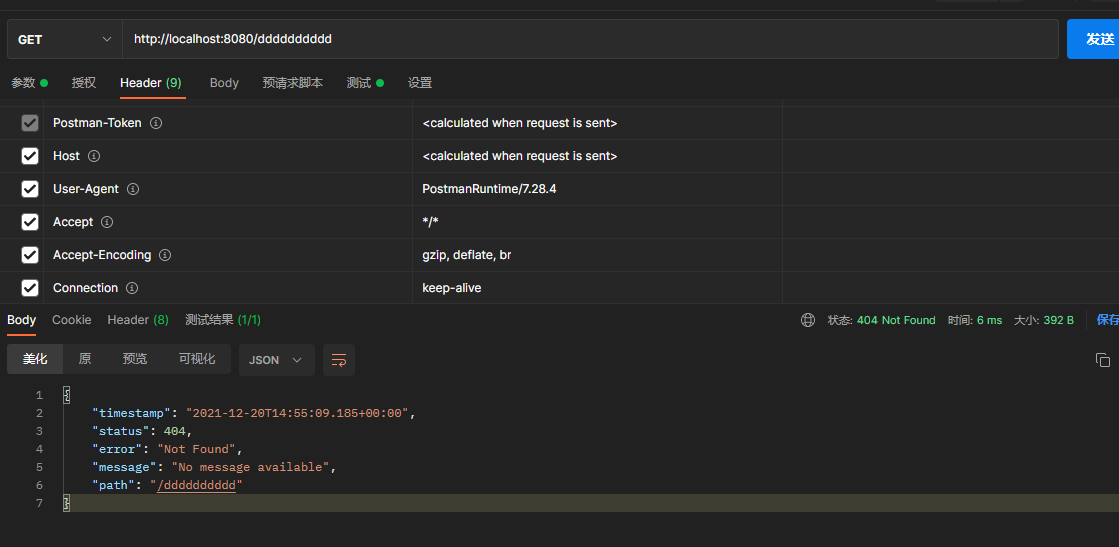 GET http://localhost:8080/dddddddddd 发送
参数 授权 Header (9) Body 预请求脚本 测试 设置
Postman-Token <calculated when request is sent>
Host <calculated when request is sent>
User-Agent PostmanRuntime/7.28.4
Accept */*
Accept-Encoding gzip, deflate, br
Connection keep-alive
Body Cookie Header (8) 测试结果 (1/1) 状态: 404 Not Found 时间: 6 ms 大小: 392 B 保存
美化 原 预览 可视化 JSON
1 {
2 "timestamp": "2021-12-20T14:55:09.185+00:00",
3 "status": 404,
4 "error": "Not Found",
5 "message": "No message available",
6 "path": "/dddddddddd"
7 }